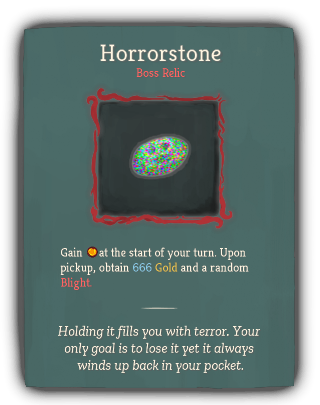 Horrorstone
Boss Relic
Gain at the start of your turn. Upon
pickup, obtain 666 Gold and a random
Blight.
Holding it fills you with terror. Your
only goal is to lose it yet it always
winds up back in your pocket.